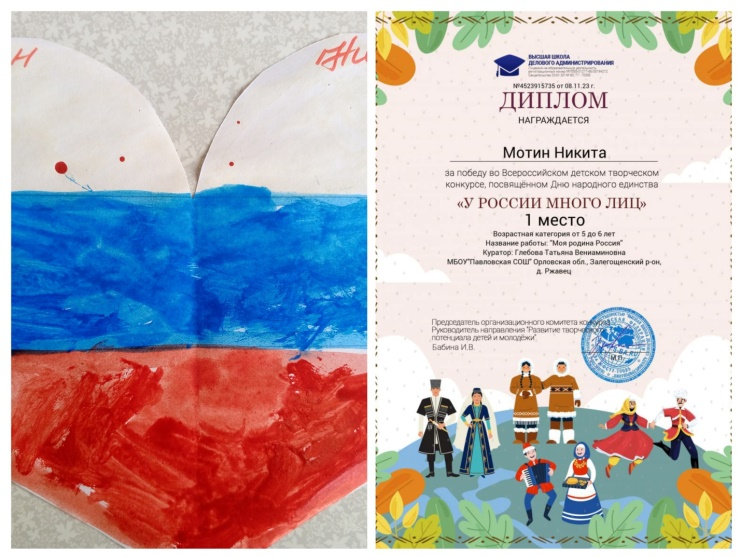 ВЫСШАЯ ШКОЛА
ДЕЛОВОГО АДМИНИСТРИРОВАНИЯ
№4523915735 от 08.11.23 г.
ДИПЛОМ
НАГРАЖДАЕТСЯ
Мотин Никита
за победу во Всероссийском детском творческом
конкурсе, посвящённом Дню народного единства
«У РОССИИ МНОГО ЛИЦ»
1 место
Возрастная категория от 5 до 6 лет
Название работы: "Моя родина Россия"
Куратор: Глебова Татьяна Вениаминовна
МБОУ"Павловская СОШ" Орловская обл., Залегощенский р-он,
д. Ржавец
Председатель организационного комитета конкурса
Руководитель направления "Развитие творческого
потенциала детей и молодёжи"
Бабина И.В.
М.П.